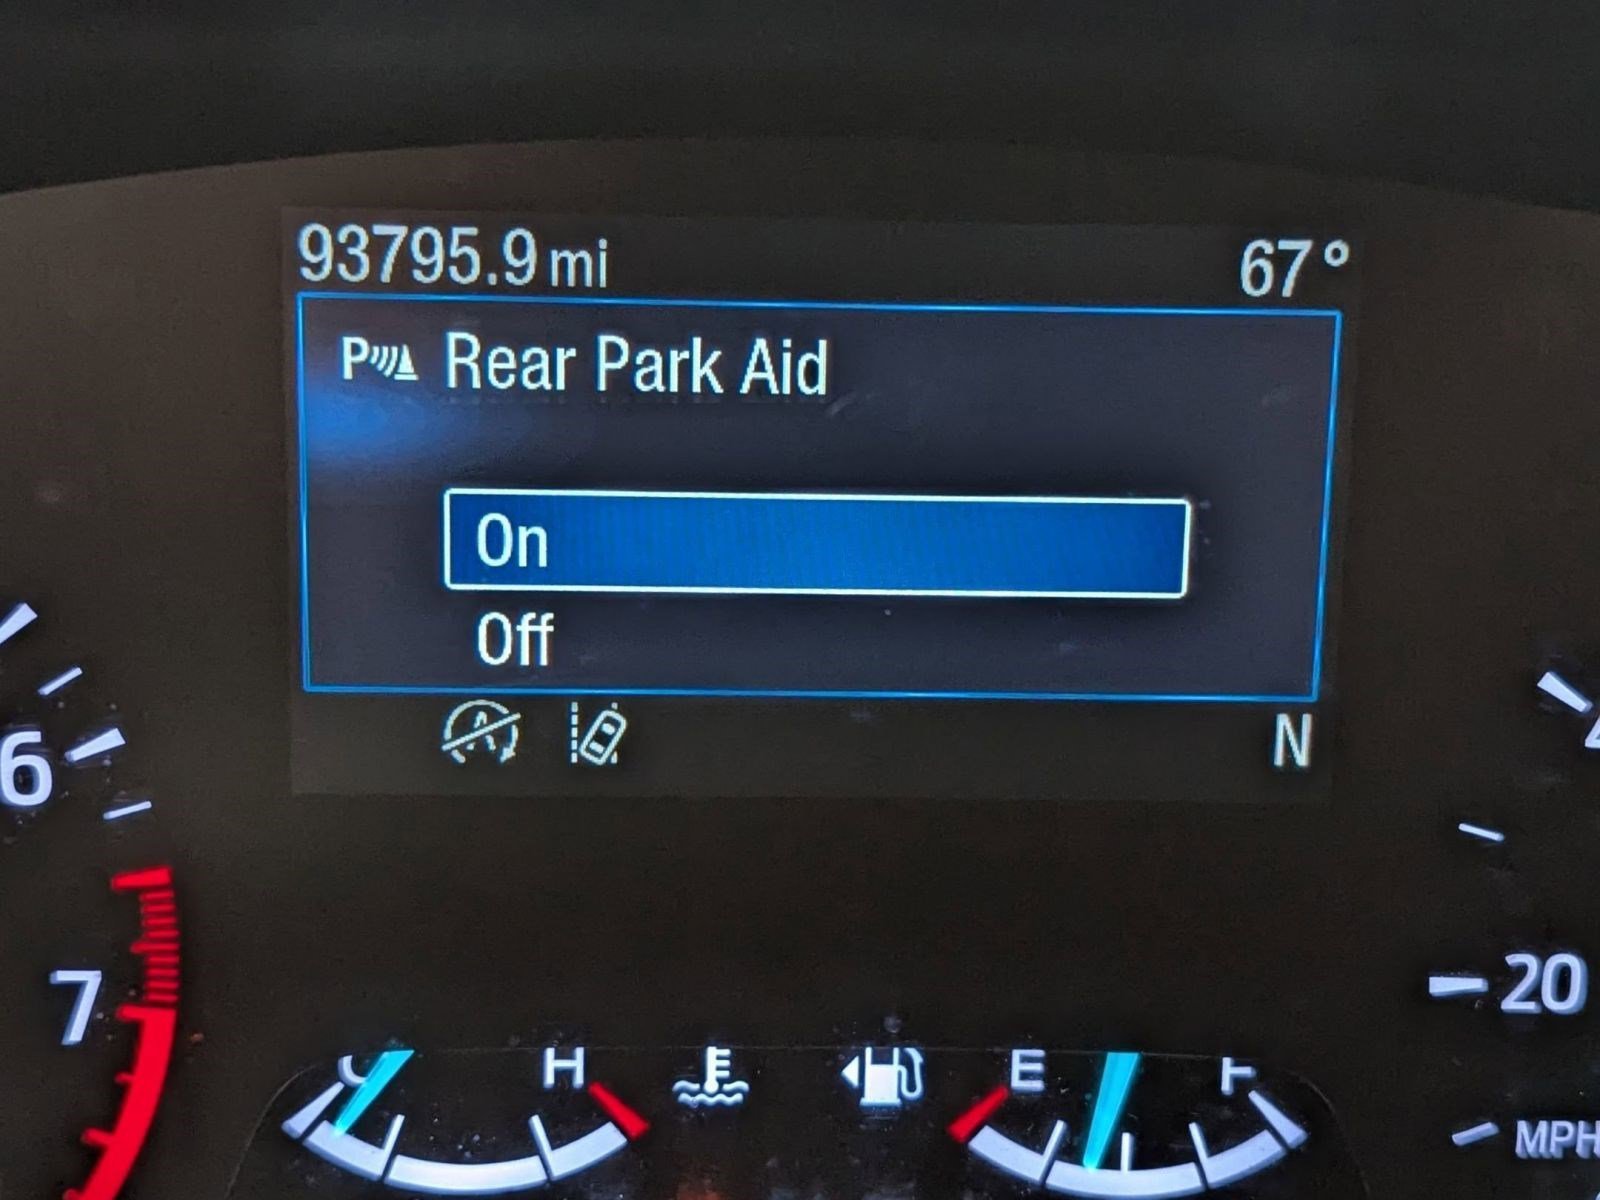 93795.9 mi 67°
P Rear Park Aid
On
Off
A N
6
7
20
C H E F
MPH